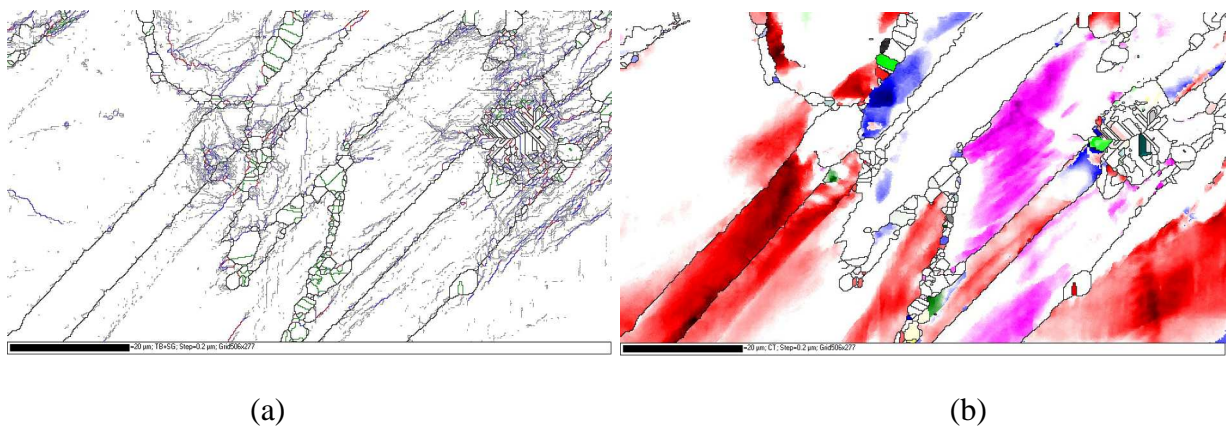 =20 µm; TB+SG; Step=0.2 µm; Grid506x277
=20 µm; CT; Step=0.2 µm; Grid506x277
(a)
(b)